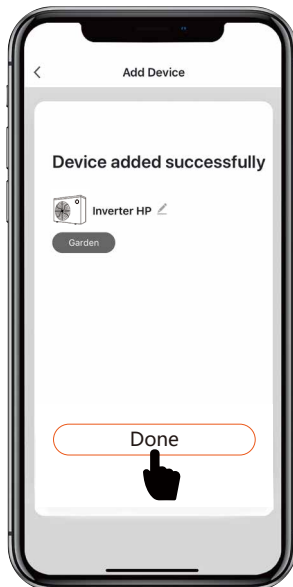 Add Device
Device added successfully
Inverter HP
Garden
Done